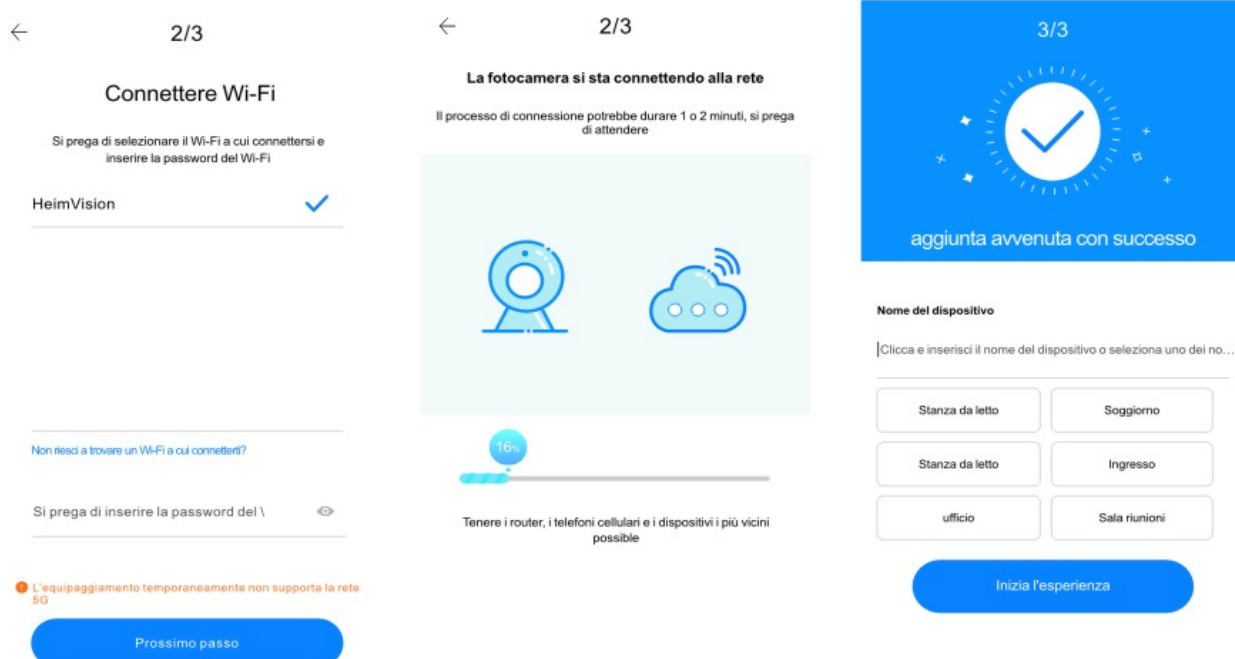 2/3
Connettere Wi-Fi
Si prega di selezionare il Wi-Fi a cui connettersi e
inserire la password del Wi-Fi
HeimVision
Non riesci a trovare un Wi-Fi a cui connetterti?
Si prega di inserire la password del \
L'equipaggiamento temporaneamente non supporta la rete
5G
Prossimo passo
2/3
La fotocamera si sta connettendo alla rete
Il processo di connessione potrebbe durare 1 o 2 minuti, si prega
di attendere
16%
Tenere i router, i telefoni cellulari e i dispositivi i più vicini
possible
3/3
aggiunta avvenuta con successo
Nome del dispositivo
Clicca e inserisci il nome del dispositivo o seleziona uno dei no...
Stanza da letto
Soggiorno
Stanza da letto
Ingresso
ufficio
Sala riunioni
Inizia l'esperienza